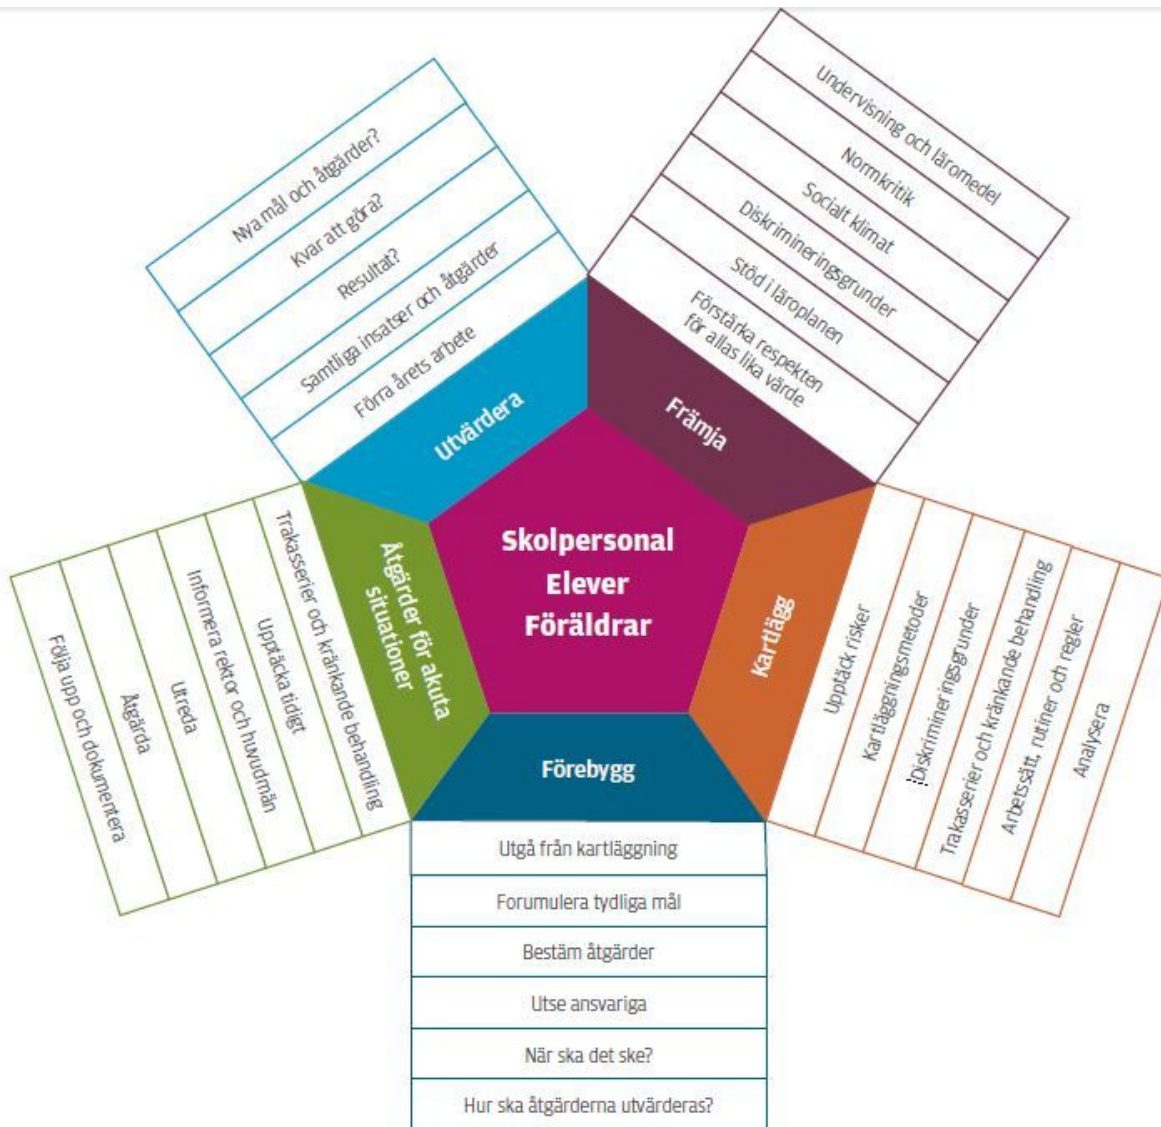 Skolpersonal
Elever
Föräldrar
Främja
Undervisning och läromedel
Normkritik
Socialt klimat
Diskrimineringsgrunder
Stöd i läroplanen
Förstärka respekten
för allas lika värde
Kartlägg
Upptäck risker
Kartläggningsmetoder
Diskrimineringsgrunder
Trakasserier och kränkande behandling
Arbetssätt, rutiner och regler
Analysera
Förebygg
Utgå från kartläggning
Forumulera tydliga mål
Bestäm åtgärder
Utse ansvariga
När ska det ske?
Hur ska åtgärderna utvärderas?
Åtgärder för akuta
situationer
Trakasserier och kränkande behandling
Upptäcka tidigt
Informera rektor och huvudmän
Utreda
Åtgärda
Följa upp och dokumentera
Utvärdera
Nya mål och åtgärder?
Kvar att göra?
Resultat?
Samtliga insatser och åtgärder
Förra årets arbete